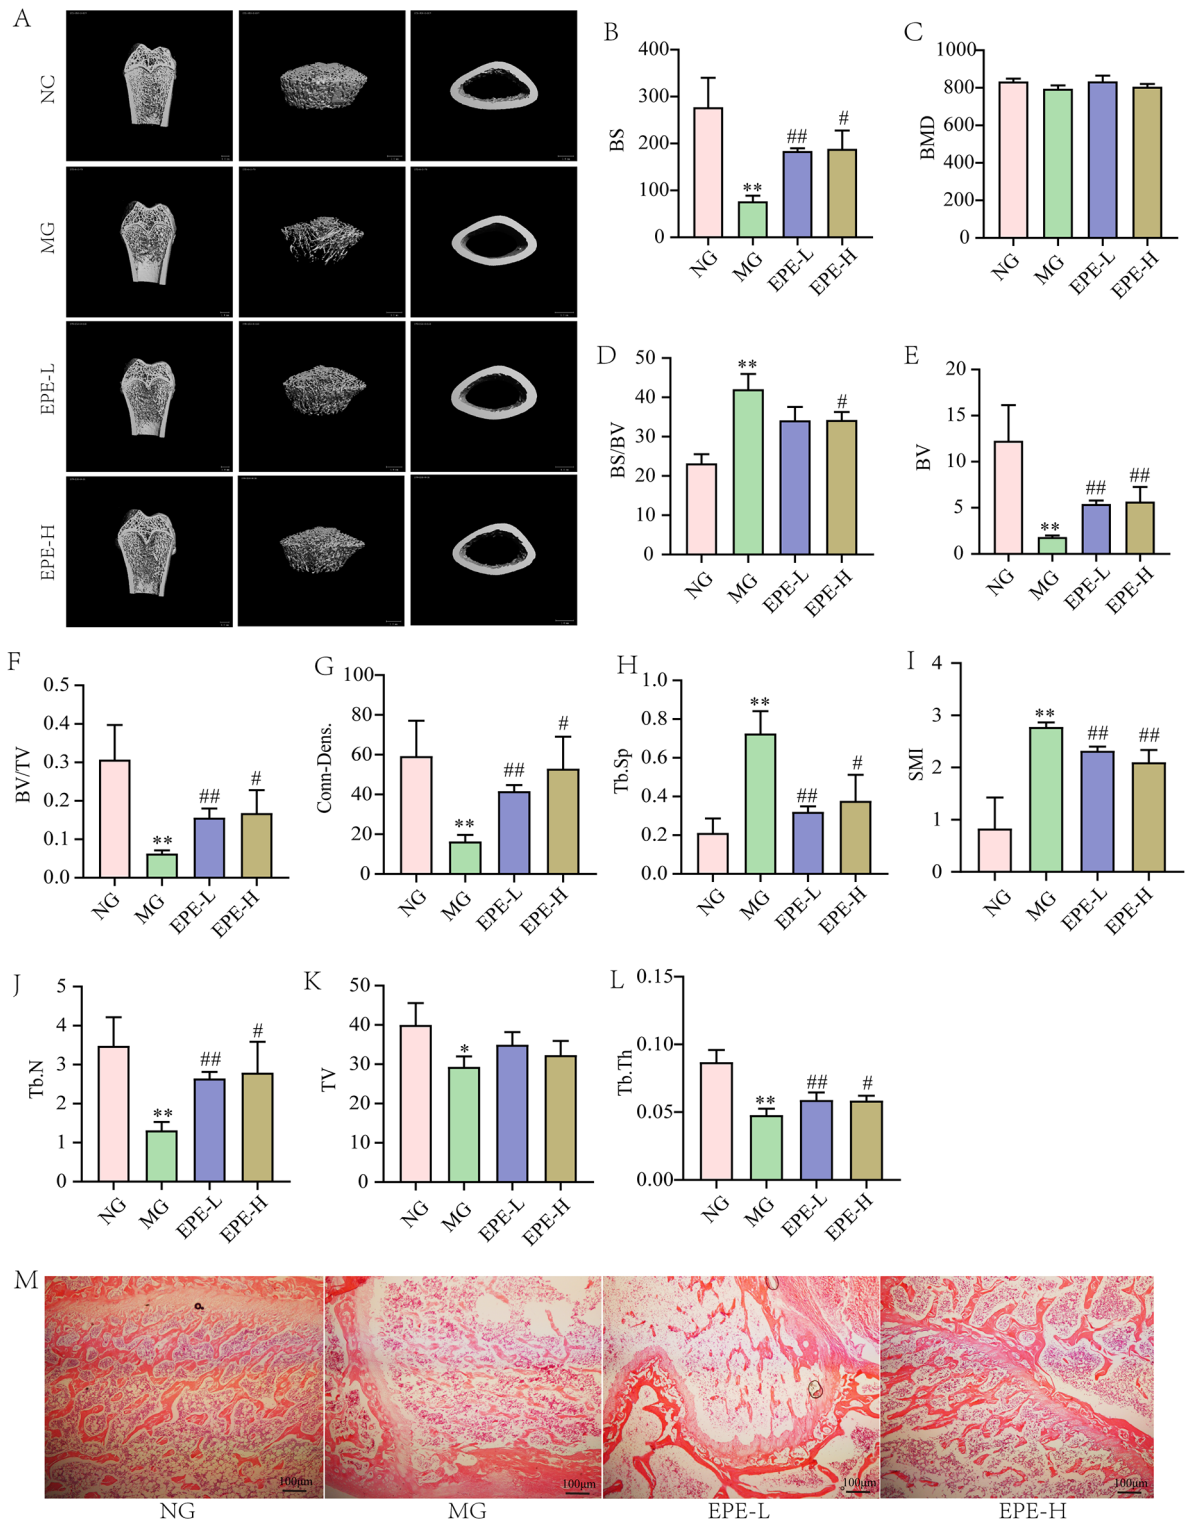 A
NC
MG
EPE-L
EPE-H
B
BS
400
300
200
100
0
**
##
#
NG
MG
EPE-L
EPE-H
C
BMD
1000
800
600
400
200
0
NG
MG
EPE-L
EPE-H
D
BS/BV
50
40
30
20
10
0
**
#
NG
MG
EPE-L
EPE-H
E
BV
20
15
10
5
0
**
##
##
NG
MG
EPE-L
EPE-H
F
BV/TV
0.5
0.4
0.3
0.2
0.1
0.0
**
##
#
NG
MG
EPE-L
EPE-H
G
Conn-Dens.
100
80
60
40
20
0
**
##
#
NG
MG
EPE-L
EPE-H
H
Tb.Sp
1.0
0.8
0.6
0.4
0.2
0.0
**
##
#
NG
MG
EPE-L
EPE-H
I
SMI
4
3
2
1
0
**
##
##
NG
MG
EPE-L
EPE-H
J
Tb.N
5
4
3
2
1
0
**
##
#
NG
MG
EPE-L
EPE-H
K
TV
50
40
30
20
10
0
*
NG
MG
EPE-L
EPE-H
L
Tb.Th
0.15
0.10
0.05
0.00
**
##
#
NG
MG
EPE-L
EPE-H
M
100μm
100μm
100μm
100μm
NG
MG
EPE-L
EPE-H